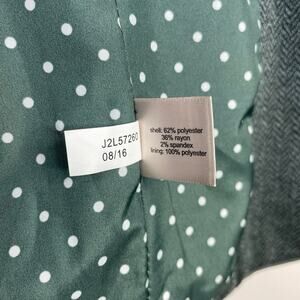 J2L57260
08/16
shell: 62% polyester
36% rayon
2% spandex
lining: 100% polyester